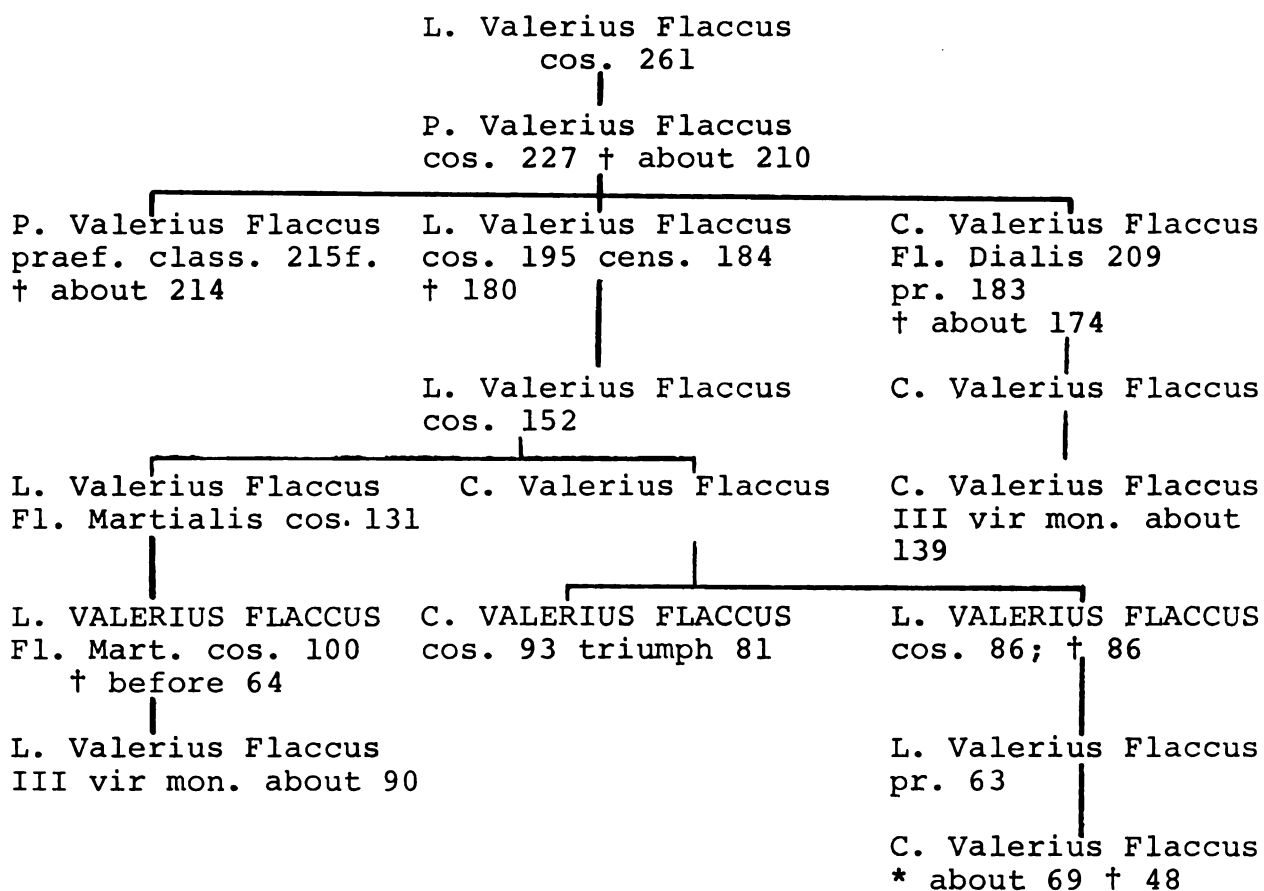 L. Valerius Flaccus
cos. 261
P. Valerius Flaccus
cos. 227 † about 210
P. Valerius Flaccus
praef. class. 215f.
† about 214
L. Valerius Flaccus
cos. 195 cens. 184
† 180
C. Valerius Flaccus
Fl. Dialis 209
pr. 183
† about 174
L. Valerius Flaccus
cos. 152
C. Valerius Flaccus
L. Valerius Flaccus
Fl. Martialis cos. 131
C. Valerius Flaccus
C. Valerius Flaccus
III vir mon. about
139
L. VALERIUS FLACCUS
Fl. Mart. cos. 100
† before 64
C. VALERIUS FLACCUS
cos. 93 triumph 81
L. VALERIUS FLACCUS
cos. 86; † 86
L. Valerius Flaccus
III vir mon. about 90
L. Valerius Flaccus
pr. 63
C. Valerius Flaccus
* about 69 † 48